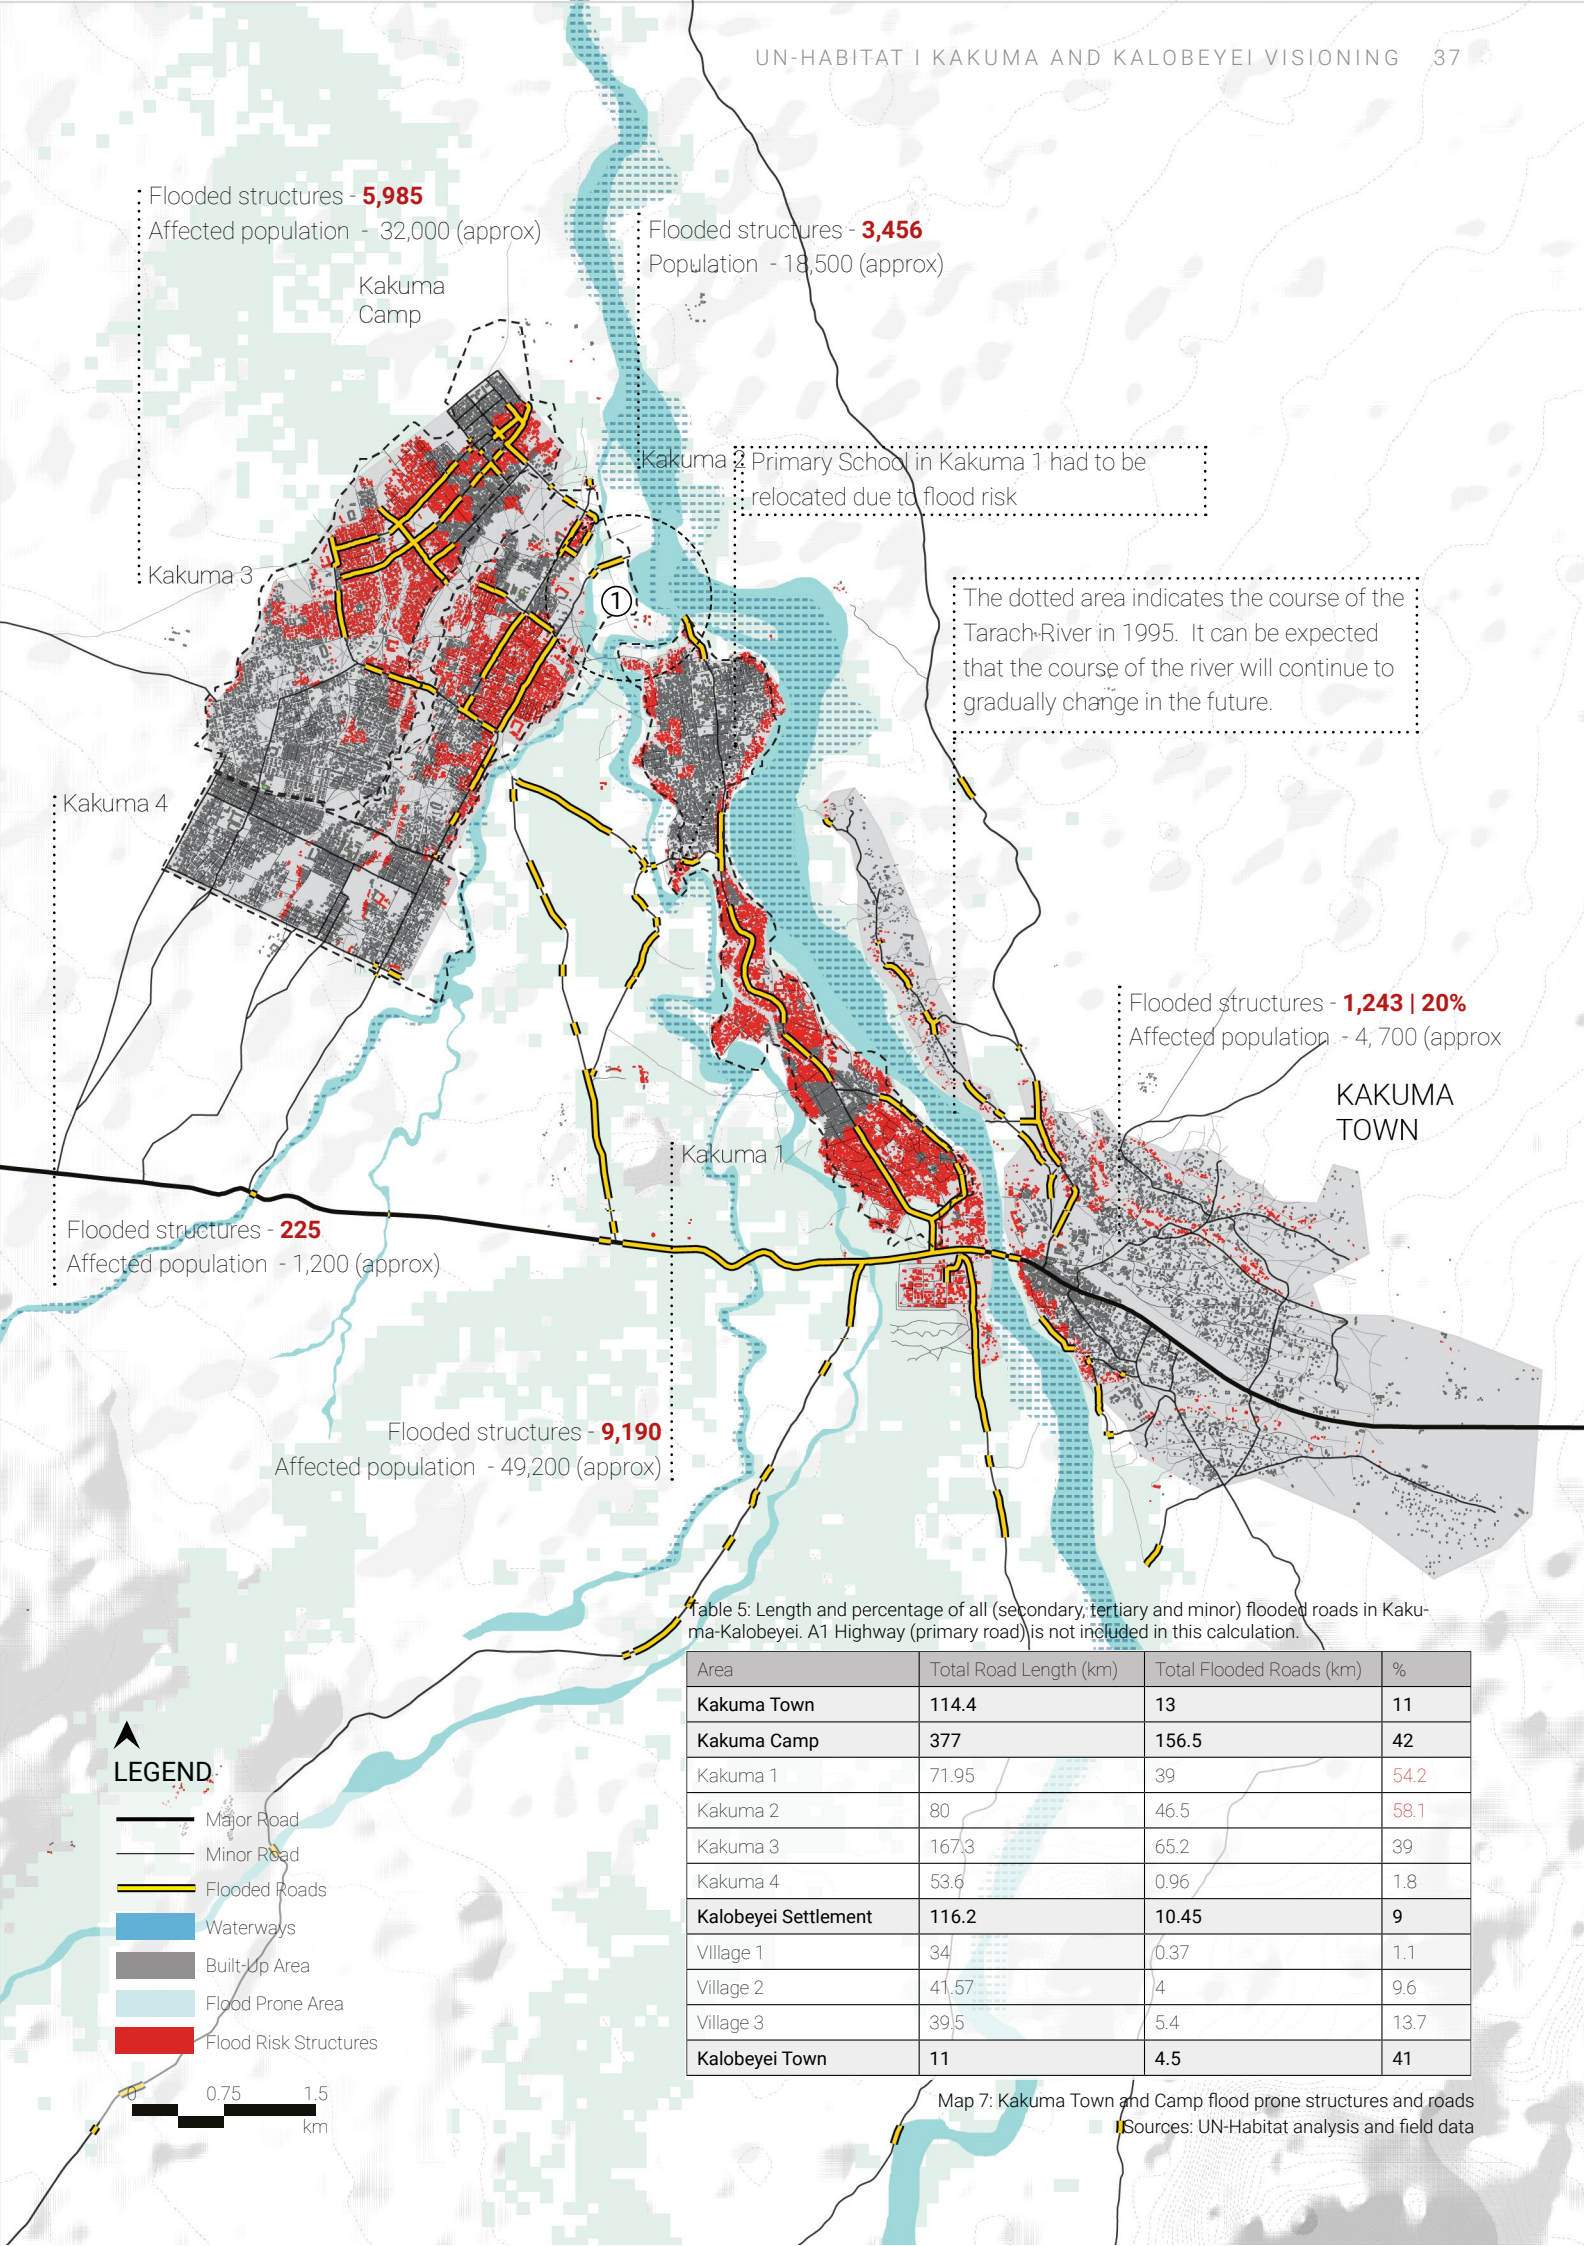 UN-HABITAT I KAKUMA AND KALOBEYEI VISIONING 37
Flooded structures - 5,985
Affected population - 32,000 (approx)
Kakuma
Camp
Flooded structures - 3,456
Population - 18,500 (approx)
Kakuma 2
Primary School in Kakuma 1 had to be
relocated due to flood risk
Kakuma 3
1
The dotted area indicates the course of the
Tarach River in 1995. It can be expected
that the course of the river will continue to
gradually change in the future.
Kakuma 4
Flooded structures - 1,243 | 20%
Affected population - 4, 700 (approx
KAKUMA
TOWN
Kakuma 1
Flooded structures - 225
Affected population - 1,200 (approx)
Flooded structures - 9,190
Affected population - 49,200 (approx)
Table 5: Length and percentage of all (secondary, tertiary and minor) flooded roads in Kaku-
ma-Kalobeyei. A1 Highway (primary road) is not included in this calculation.
Area Total Road Length (km) Total Flooded Roads (km) %
Kakuma Town 114.4 13 11
Kakuma Camp 377 156.5 42
Kakuma 1 71.95 39 54.2
Kakuma 2 80 46.5 58.1
Kakuma 3 167.3 65.2 39
Kakuma 4 53.6 0.96 1.8
Kalobeyei Settlement 116.2 10.45 9
VIllage 1 34 0.37 1.1
Village 2 41.57 4 9.6
Village 3 39.5 5.4 13.7
Kalobeyei Town 11 4.5 41
LEGEND
Major Road
Minor Road
Flooded Roads
Waterways
Built-Up Area
Flood Prone Area
Flood Risk Structures
0 0.75 1.5
km
Map 7: Kakuma Town and Camp flood prone structures and roads
Sources: UN-Habitat analysis and field data